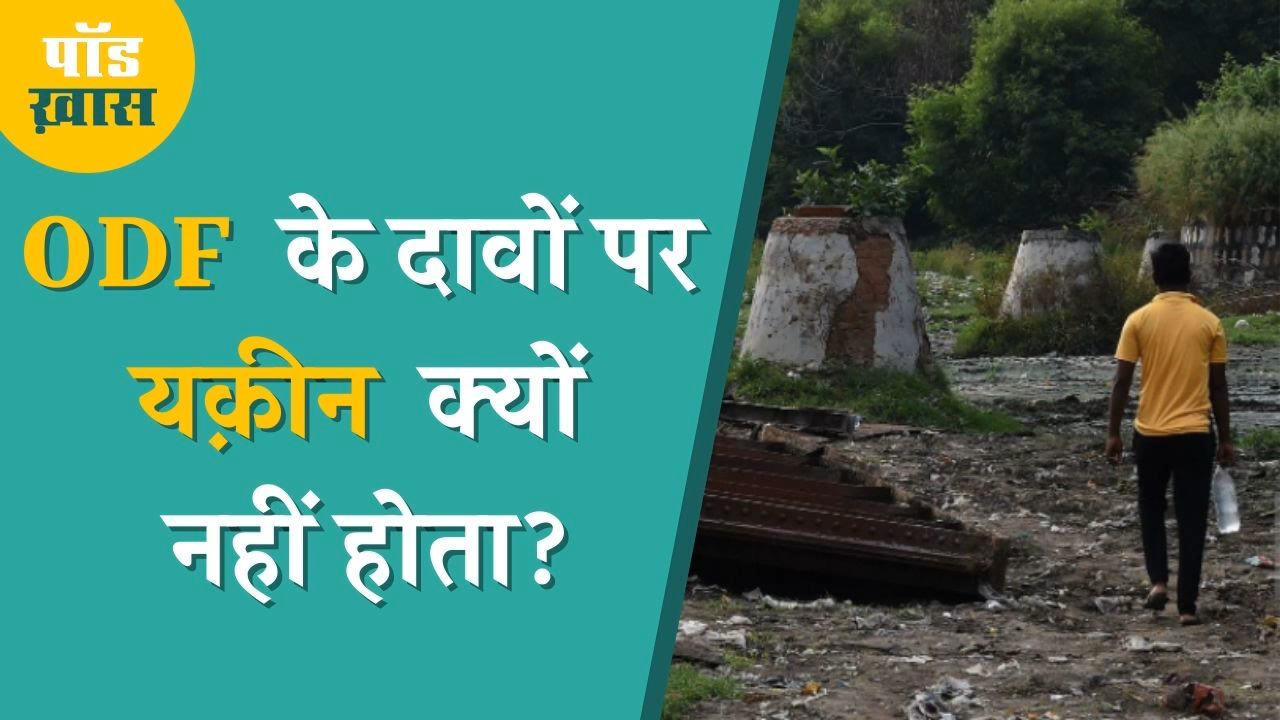 पॉड
ख़ास
ODF के दावों पर
यक़ीन क्यों
नहीं होता?